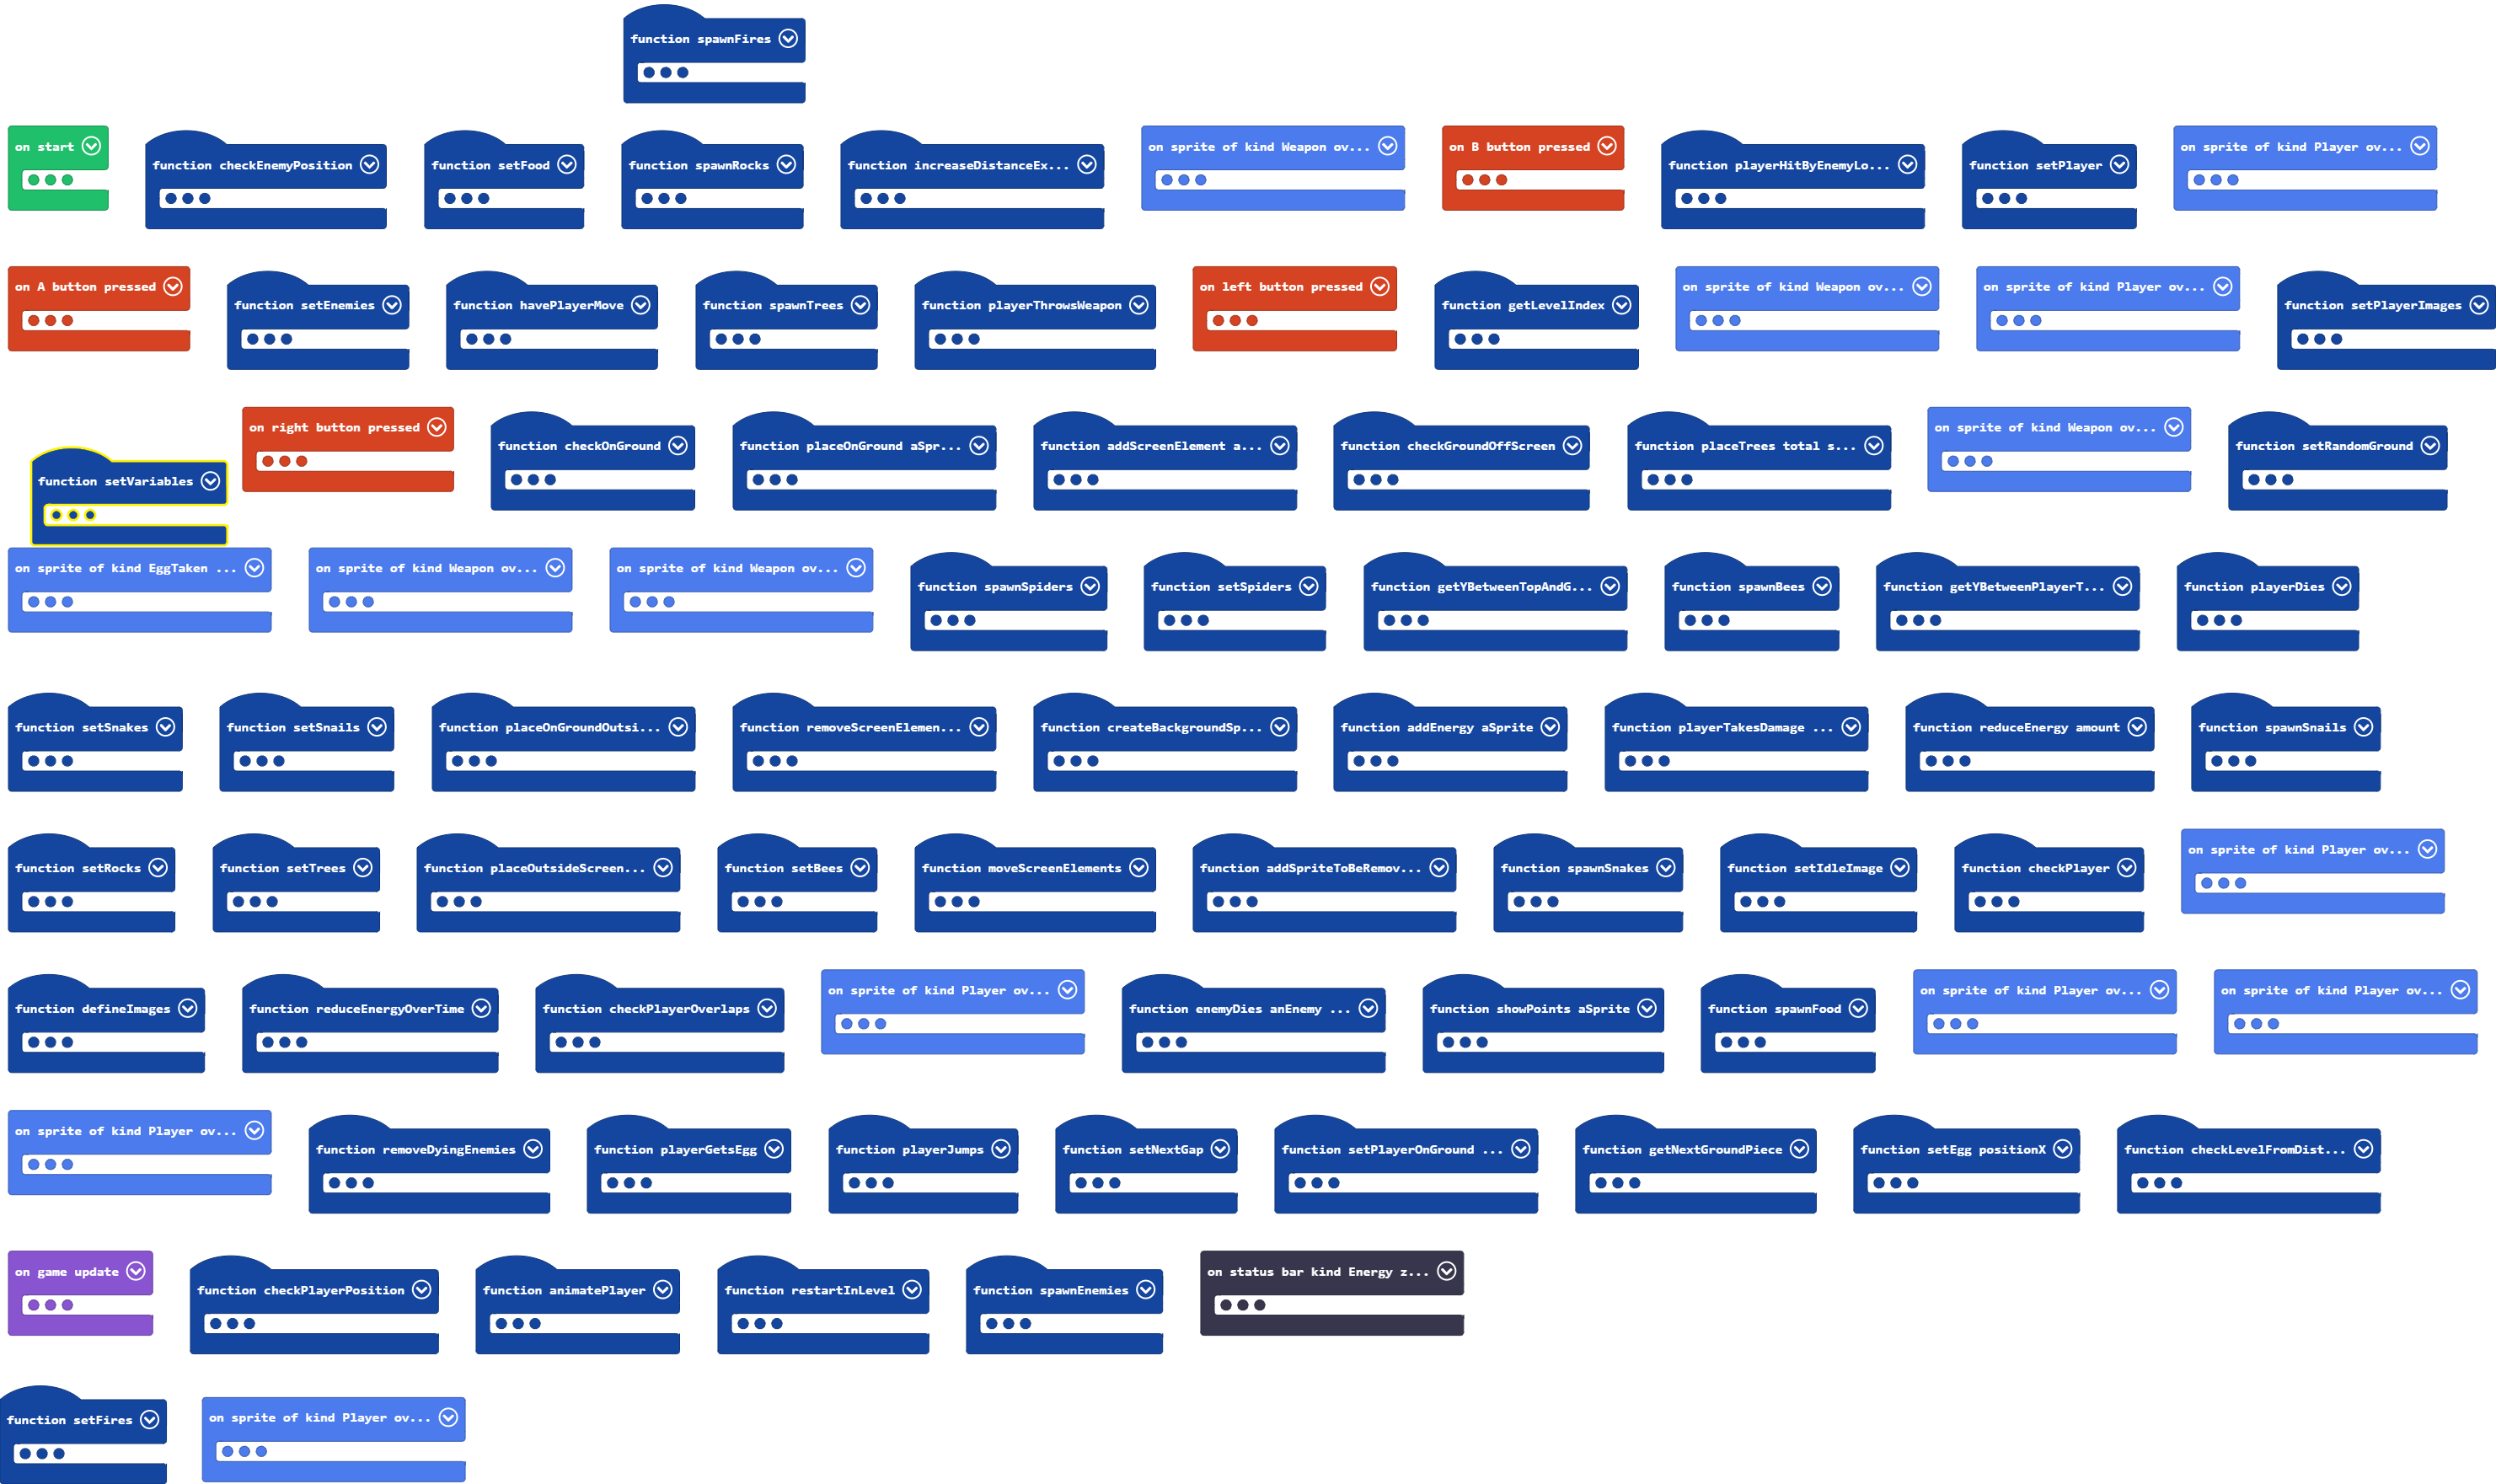 function spawnFires
on start
function checkEnemyPosition
function setFood
function spawnRocks
function increaseDistanceEx...
on sprite of kind Weapon ov...
on B button pressed
function playerHitByEnemyLo...
function setPlayer
on sprite of kind Player ov...
on A button pressed
function setEnemies
function havePlayerMove
function spawnTrees
function playerThrowsWeapon
on left button pressed
function getLevelIndex
on sprite of kind Weapon ov...
on sprite of kind Player ov...
function setPlayerImages
function setVariables
on right button pressed
function checkOnGround
function placeOnGround aSpr...
function addScreenElement a...
function checkGroundOffScreen
function placeTrees total s...
on sprite of kind Weapon ov...
function setRandomGround
on sprite of kind EggTaken ...
on sprite of kind Weapon ov...
on sprite of kind Weapon ov...
function spawnSpiders
function setSpiders
function getYBetweenTopAndG...
function spawnBees
function getYBetweenPlayerT...
function playerDies
function setSnakes
function setSnails
function placeOnGroundOutsi...
function removeScreenElemen...
function createBackgroundSp...
function addEnergy aSprite
function playerTakesDamage ...
function reduceEnergy amount
function spawnSnails
function setRocks
function setTrees
function placeOutsideScreen...
function setBees
function moveScreenElements
function addSpriteToBeRemov...
function spawnSnakes
function setIdleImage
function checkPlayer
on sprite of kind Player ov...
function defineImages
function reduceEnergyOverTime
function checkPlayerOverlaps
on sprite of kind Player ov...
function enemyDies anEnemy ...
function showPoints aSprite
function spawnFood
on sprite of kind Player ov...
on sprite of kind Player ov...
on sprite of kind Player ov...
function removeDyingEnemies
function playerGetsEgg
function playerJumps
function setNextGap
function setPlayerOnGround ...
function getNextGroundPiece
function setEgg positionX
function checkLevelFromDist...
on game update
function checkPlayerPosition
function animatePlayer
function restartInLevel
function spawnEnemies
on status bar kind Energy z...
function setFires
on sprite of kind Player ov...